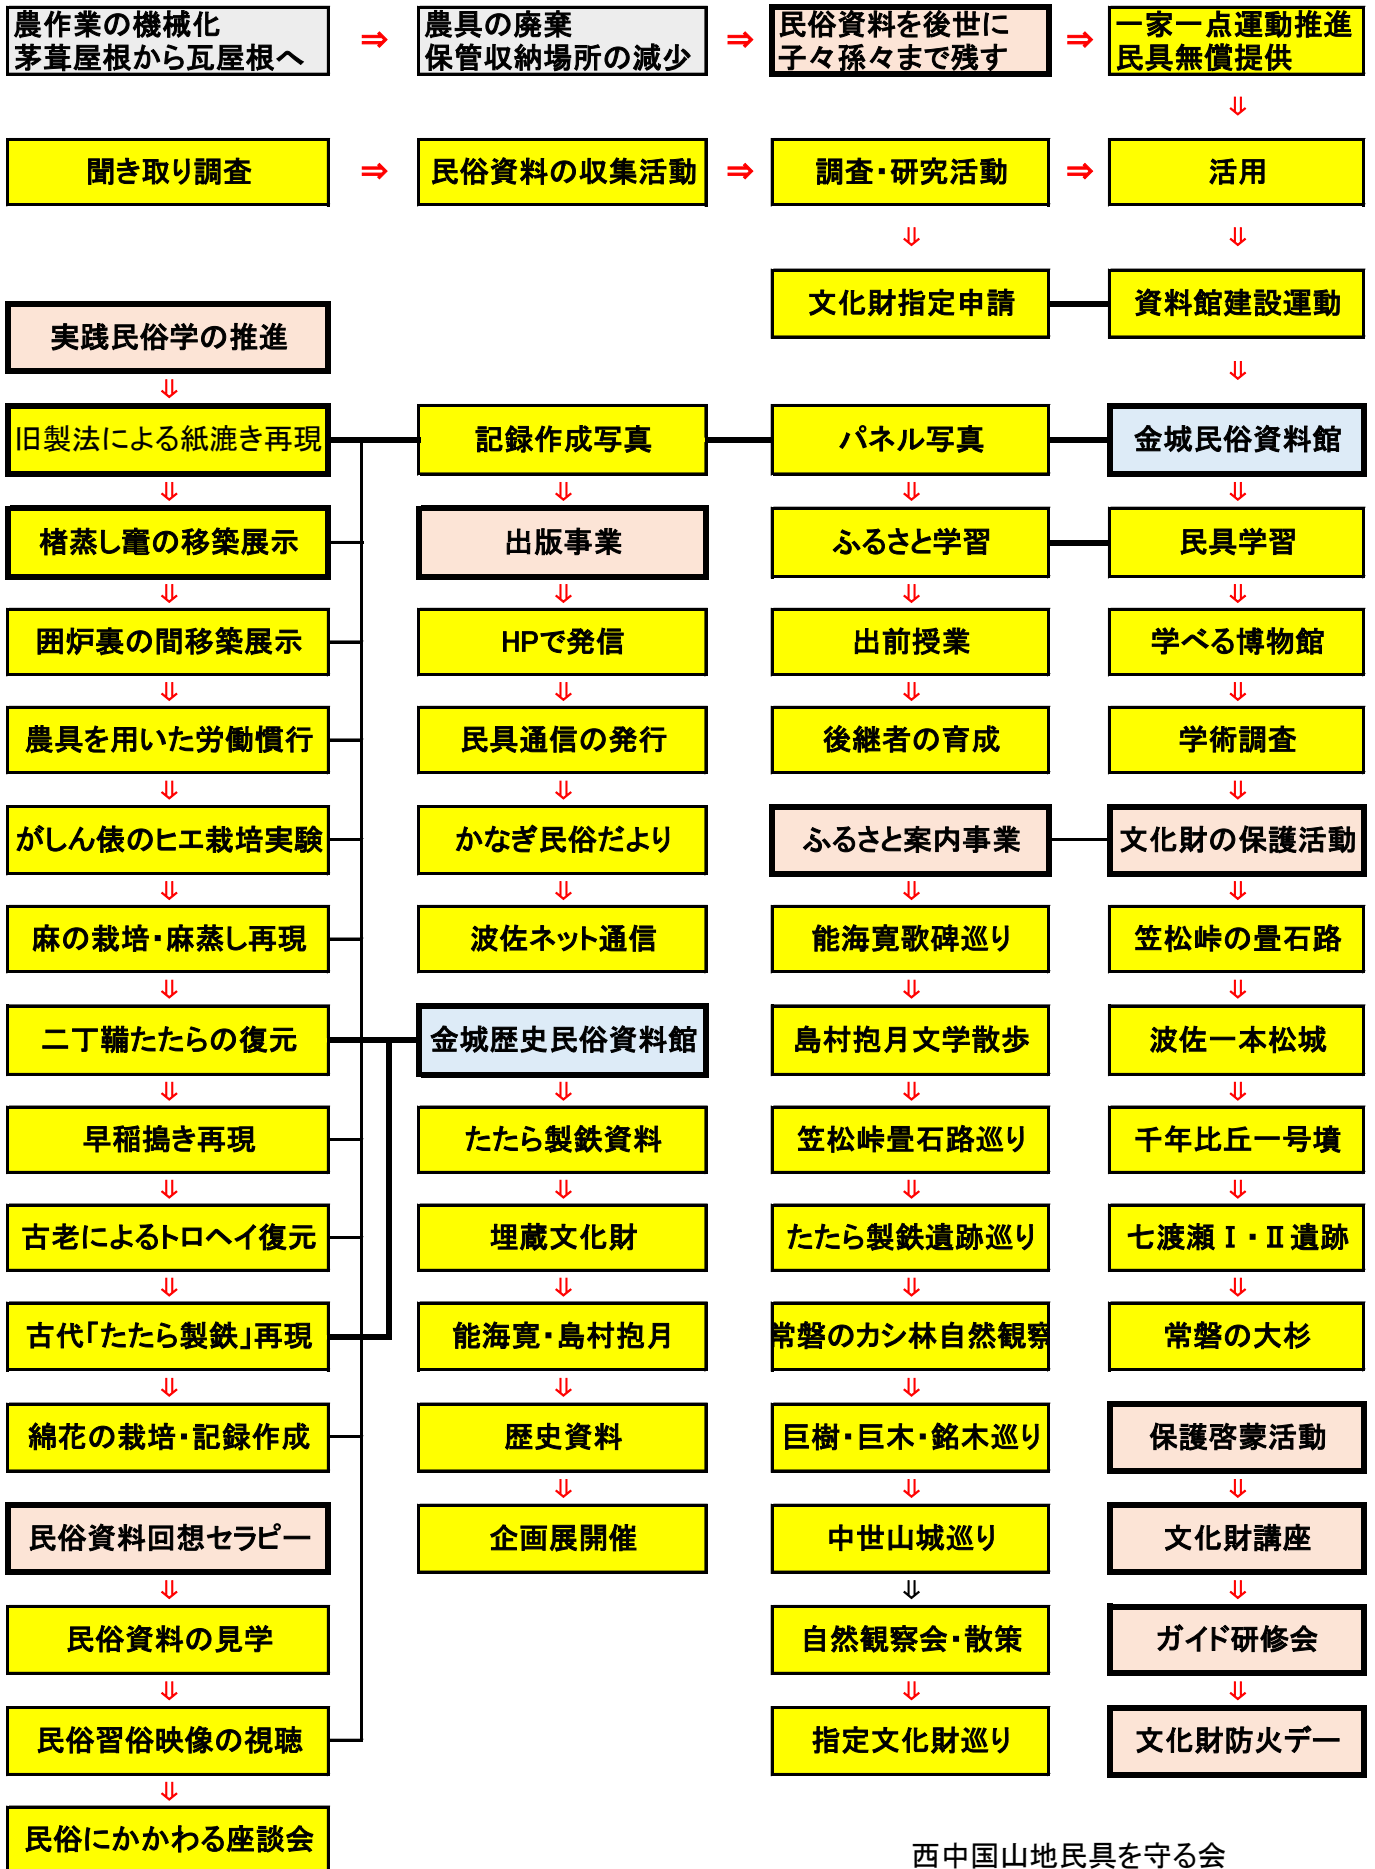 農作業の機械化
茅葺屋根から瓦屋根へ
⇒
農具の廃棄
保管収納場所の減少
⇒
民俗資料を後世に
子々孫々まで残す
⇒
一家一点運動推進
民具無償提供
⇓
聞き取り調査
⇒
民俗資料の収集活動
⇒
調査・研究活動
⇒
活用
⇓
⇓
文化財指定申請
資料館建設運動
⇓
実践民俗学の推進
⇓
旧製法による紙漉き再現
⇓
楮蒸し竃の移築展示
⇓
囲炉裏の間移築展示
⇓
農具を用いた労働慣行
⇓
がしん俵のヒエ栽培実験
⇓
麻の栽培・麻蒸し再現
⇓
二丁鞴たたらの復元
⇓
早稲搗き再現
⇓
古老によるトロヘイ復元
⇓
古代「たたら製鉄」再現
⇓
綿花の栽培・記録作成
民俗資料回想セラピー
⇓
民俗資料の見学
⇓
民俗習俗映像の視聴
⇓
民俗にかかわる座談会
記録作成写真
⇓
出版事業
⇓
HPで発信
⇓
民具通信の発行
⇓
かなぎ民俗だより
⇓
波佐ネット通信
金城歴史民俗資料館
⇓
たたら製鉄資料
⇓
埋蔵文化財
⇓
能海寛・島村抱月
⇓
歴史資料
⇓
企画展開催
パネル写真
⇓
ふるさと学習
⇓
出前授業
⇓
後継者の育成
ふるさと案内事業
⇓
能海寛歌碑巡り
⇓
島村抱月文学散歩
⇓
笠松峠畳石路巡り
⇓
たたら製鉄遺跡巡り
⇓
常磐のカシ林自然観察
⇓
巨樹・巨木・銘木巡り
⇓
中世山城巡り
⇓
自然観察会・散策
⇓
指定文化財巡り
金城民俗資料館
⇓
民具学習
⇓
学べる博物館
⇓
学術調査
⇓
文化財の保護活動
⇓
笠松峠の畳石路
⇓
波佐一本松城
⇓
千年比丘一号墳
⇓
七渡瀬Ⅰ・Ⅱ遺跡
⇓
常磐の大杉
保護啓蒙活動
⇓
文化財講座
⇓
ガイド研修会
⇓
文化財防火デー
西中国山地民具を守る会